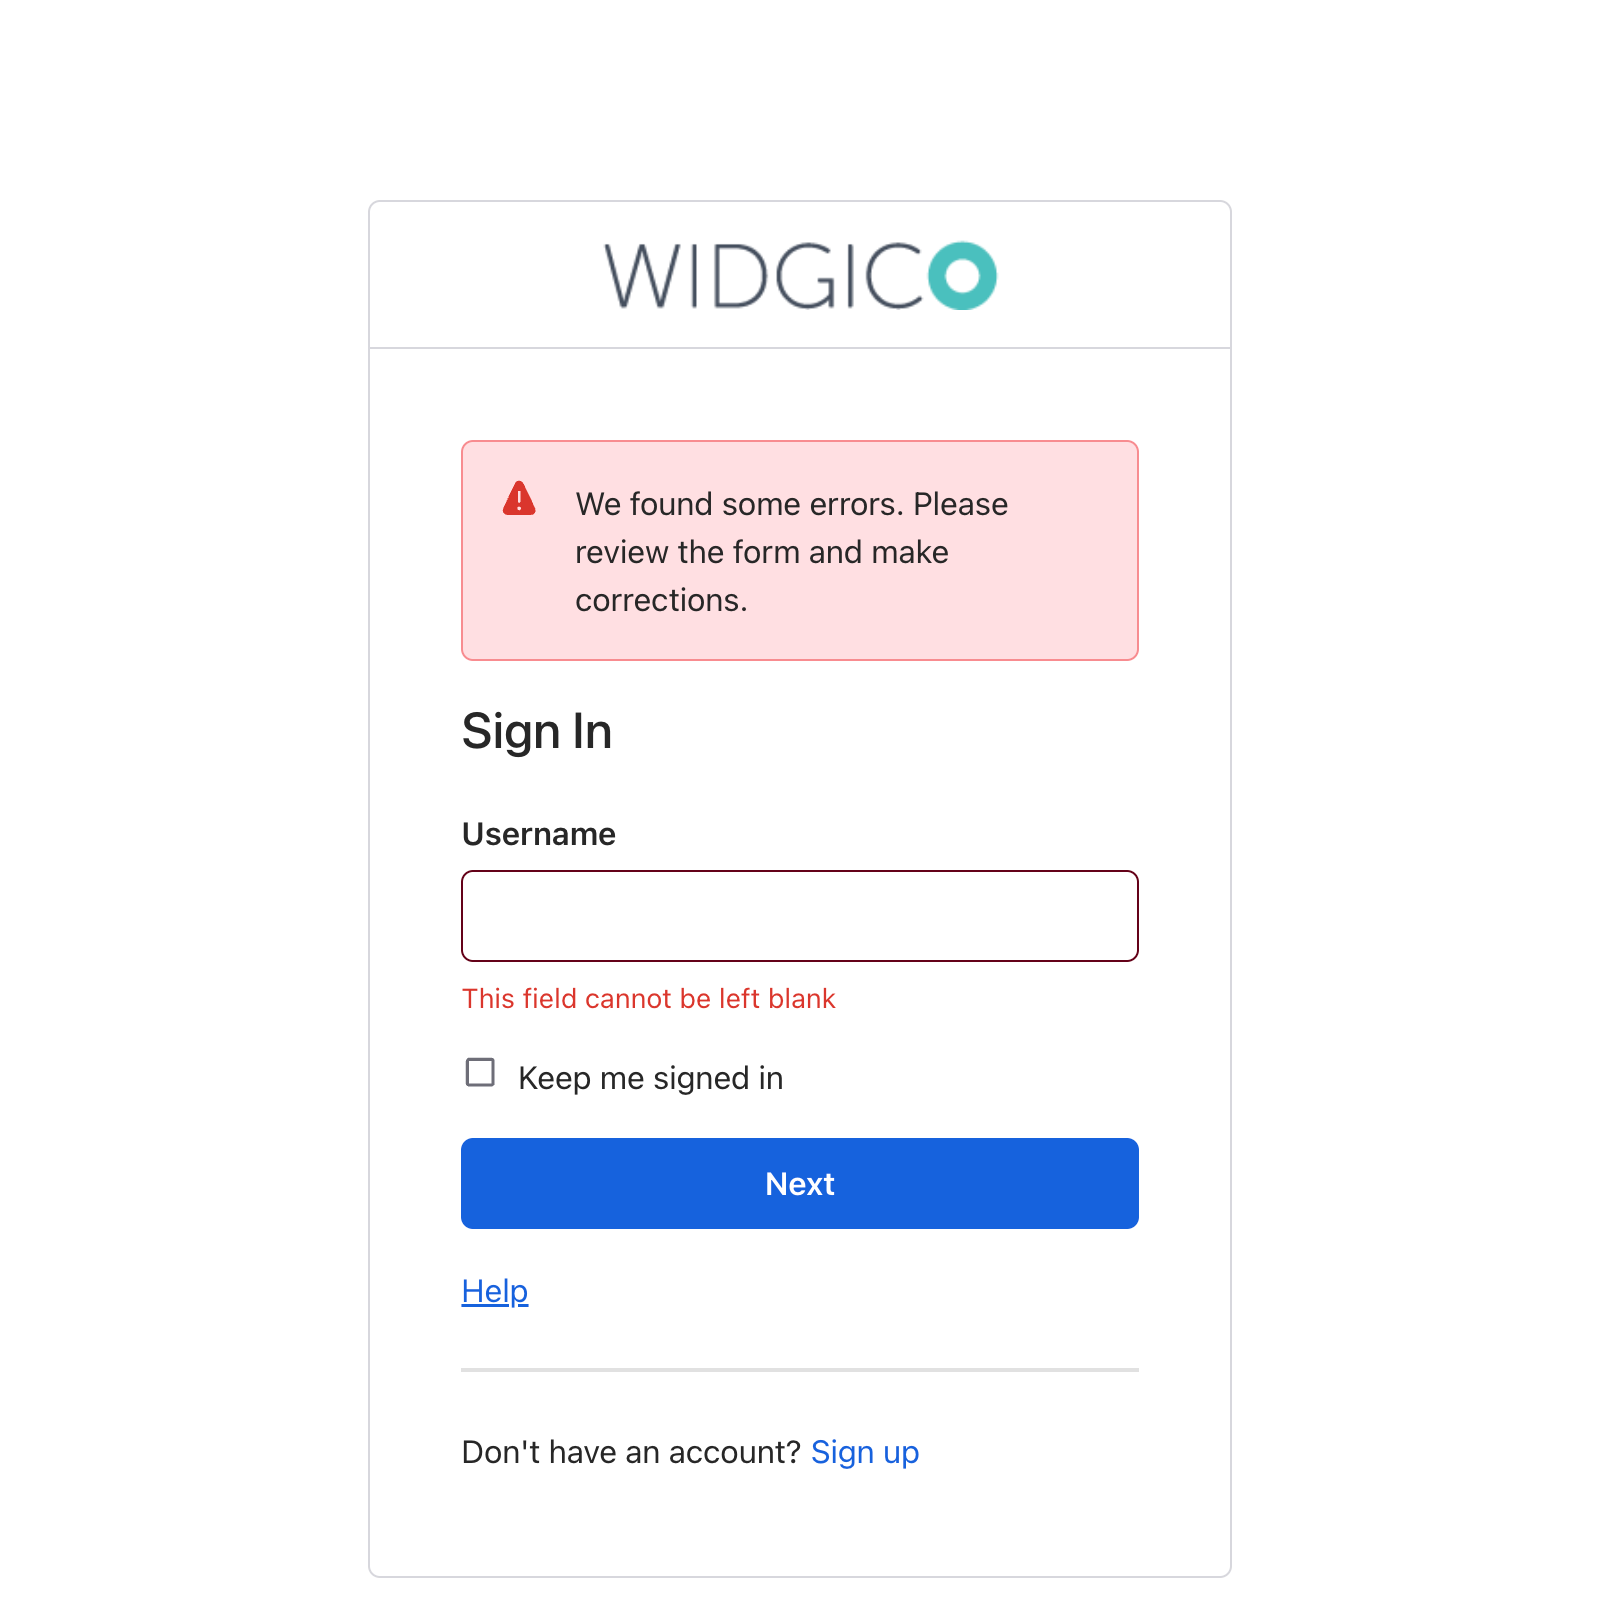 WIDGICO
We found some errors. Please
review the form and make
corrections.
Sign In
Username
This field cannot be left blank
Keep me signed in
Next
Help
Don't have an account? Sign up